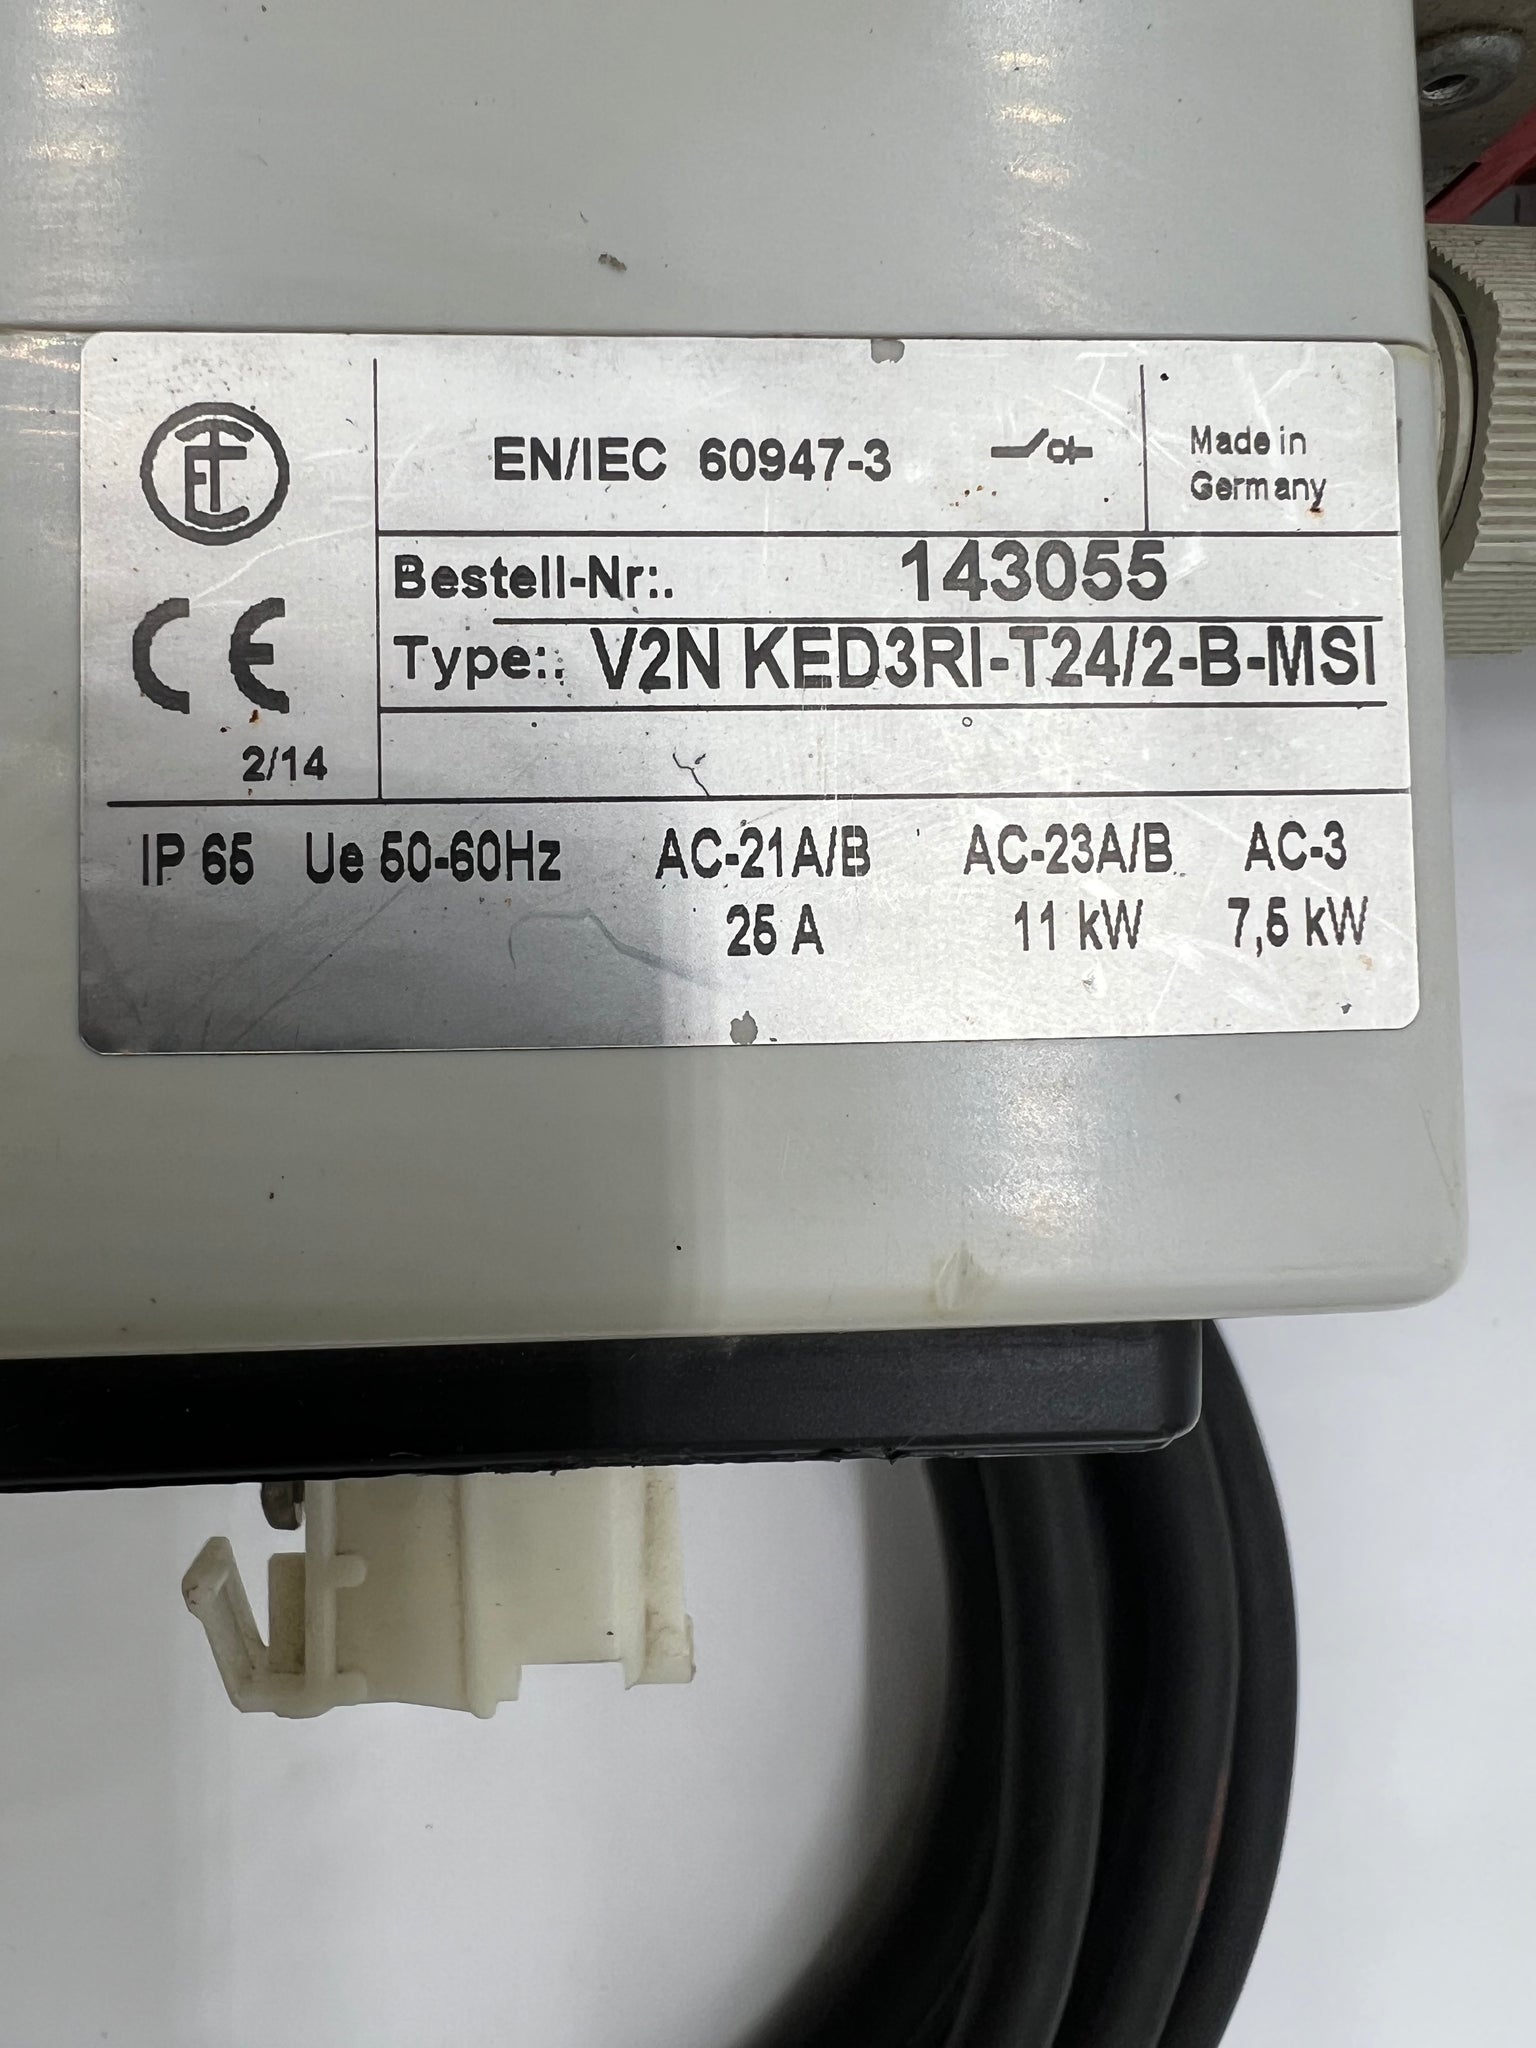 EN/IEC 60947-3
Made in
Germany
Bestell-Nr:. 143055
Type:: V2N KED3RI-T24/2-B-MSI
CE
2/14
IP 65 Ue 50-60Hz AC-21A/B AC-23A/B AC-3
25 A 11 kW 7,5 kW